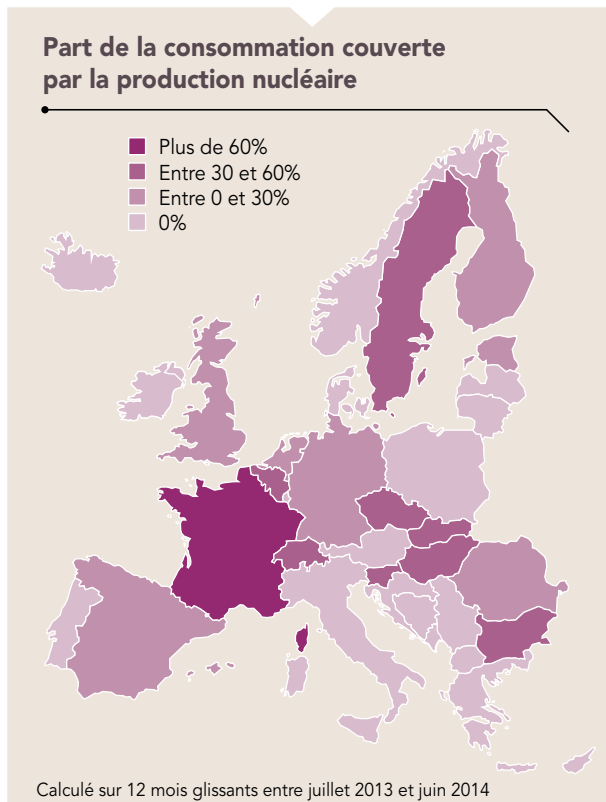 Part de la consommation couverte
par la production nucléaire
Plus de 60%
Entre 30 et 60%
Entre 0 et 30%
0%
Calculé sur 12 mois glissants entre juillet 2013 et juin 2014